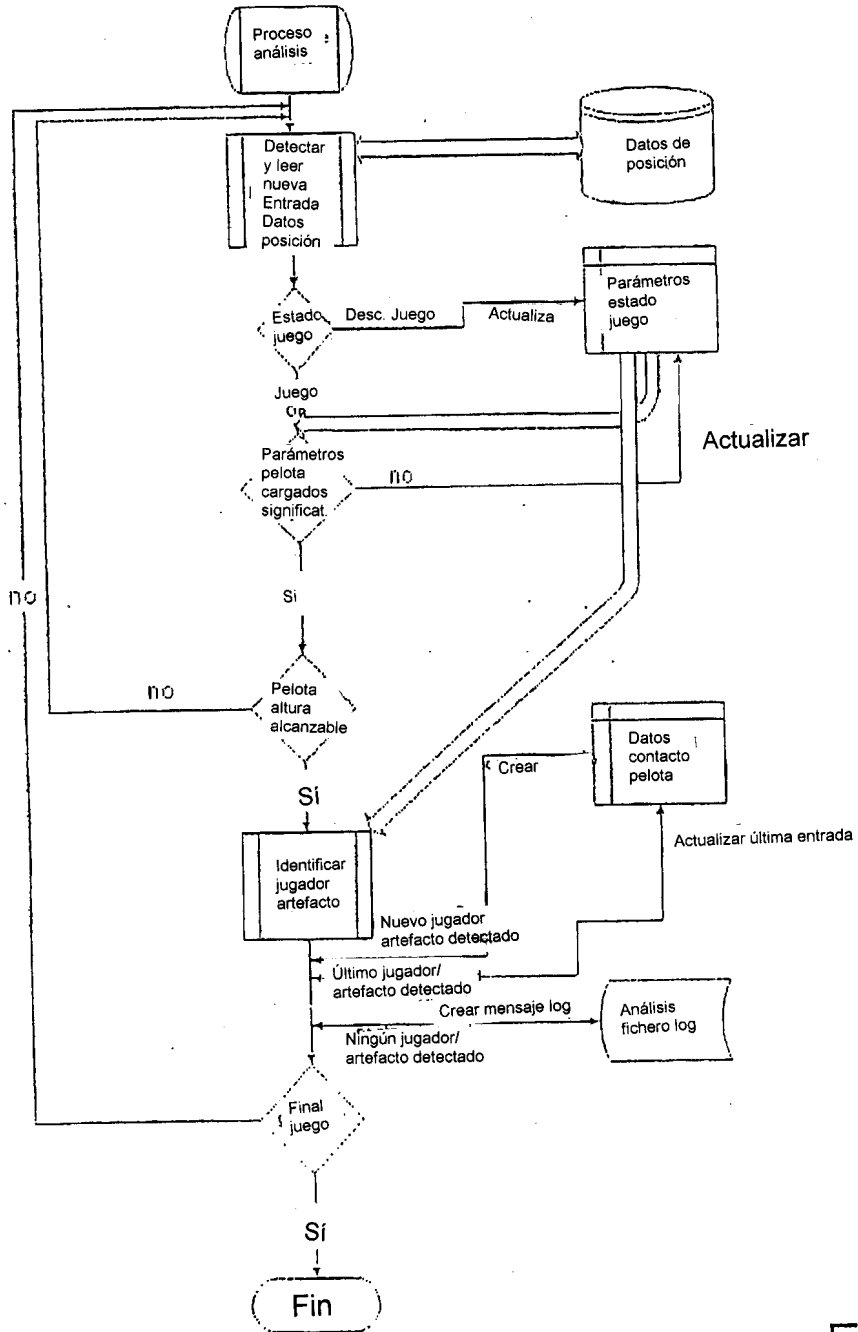 Proceso
análisis
Detectar
y leer
nueva
Entrada
Datos
posición
Datos de
posición
Estado
juego
Desc. Juego
Actualiza
Parámetros
estado
juego
Juego
Parámetros
pelota
cargados
significat.
no
Actualizar
Sí
no
Pelota
altura
alcanzable
no
Sí
Identificar
jugador
artefacto
Crear
Datos
contacto
pelota
Actualizar última entrada
Nuevo jugador
artefacto detectado
Último jugador/
artefacto detectado
Crear mensaje log
Ningún jugador/
artefacto detectado
Análisis
fichero log
Final
juego
Sí
Fin